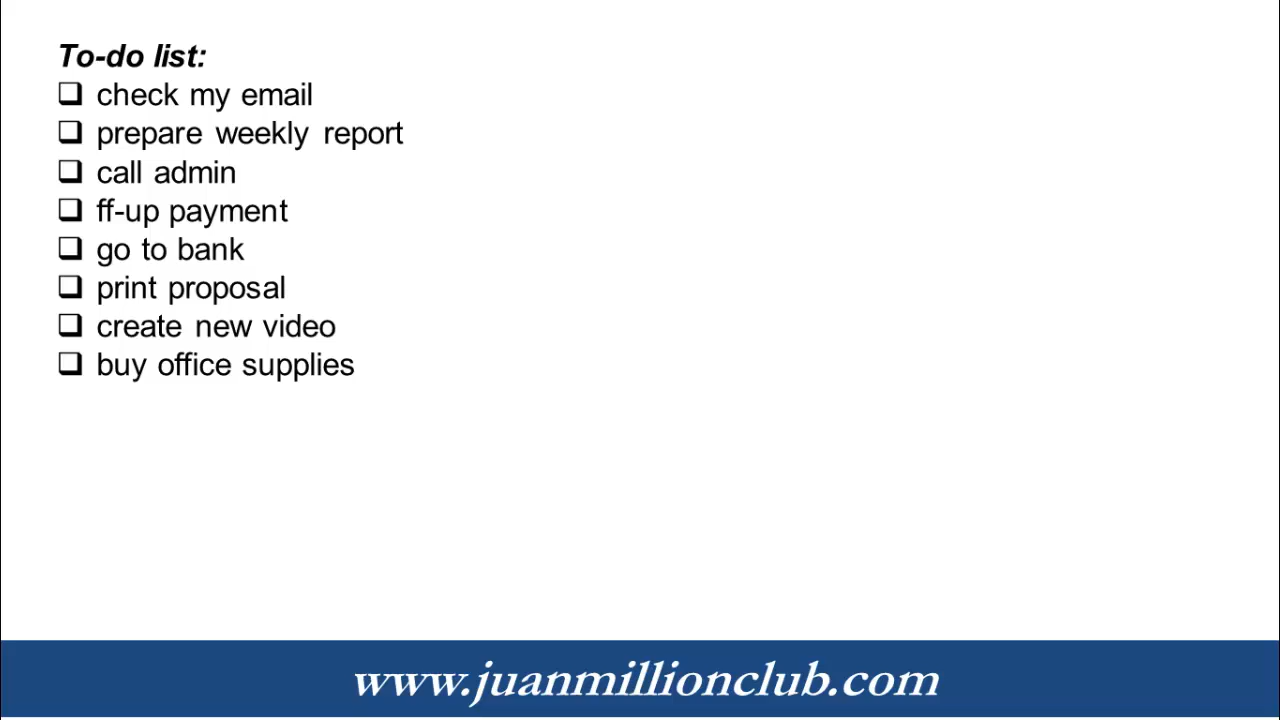 To-do list:
❑ check my email
❑ prepare weekly report
❑ call admin
❑ ff-up payment
❑ go to bank
❑ print proposal
❑ create new video
❑ buy office supplies
www.juanmillionclub.com